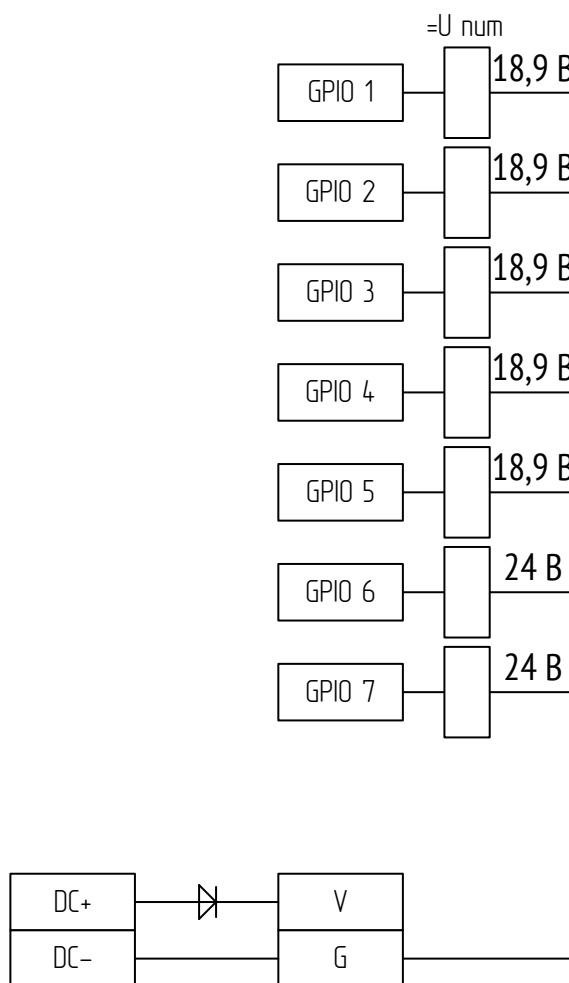 =U num
GPIO 1
18,9 В
GPIO 2
18,9 В
GPIO 3
18,9 В
GPIO 4
18,9 В
GPIO 5
18,9 В
GPIO 6
24 В
GPIO 7
24 В
DC+
V
DC–
G